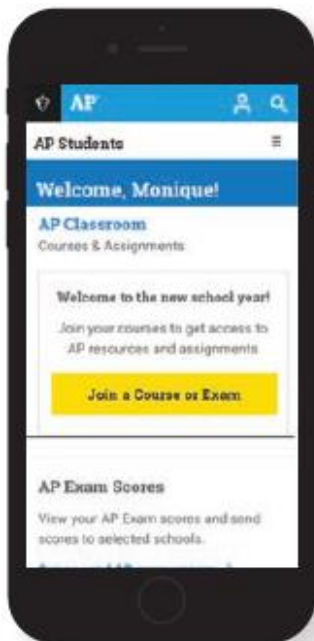 AP
AP Students
Welcome, Monique!
AP Classroom
Courses & Assignments
Welcome to the new school year!
Join your courses to get access to
AP resources and assignments
Join a Course or Exam
AP Exam Scores
View your AP Exam scores and send
scores to selected schools.